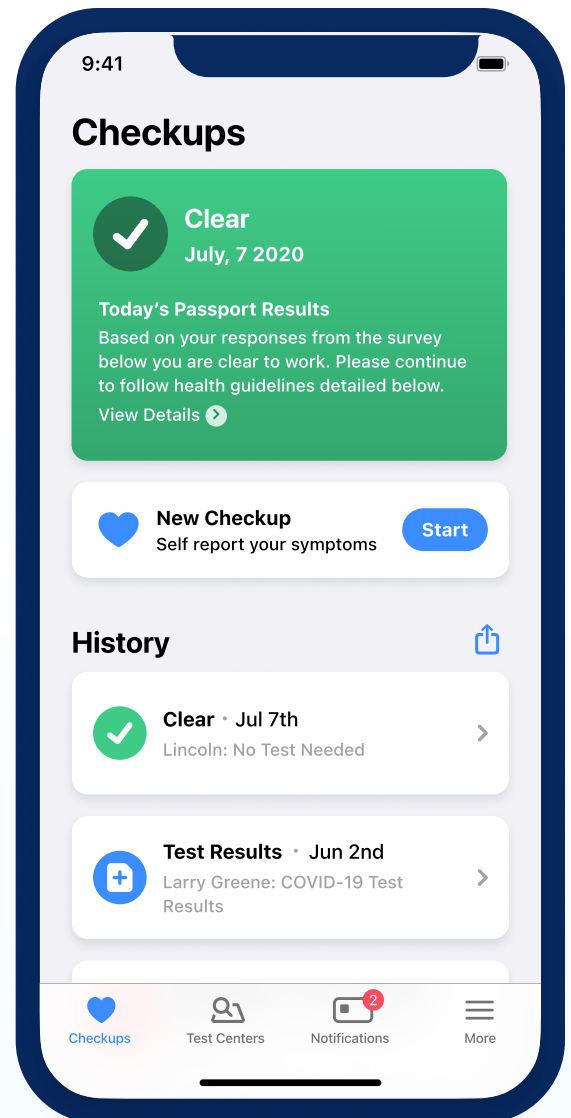 9:41
Checkups
Clear
July, 7 2020
Today’s Passport Results
Based on your responses from the survey
below you are clear to work. Please continue
to follow health guidelines detailed below.
View Details
New Checkup
Self report your symptoms
Start
History
Clear · Jul 7th
Lincoln: No Test Needed
Test Results · Jun 2nd
Larry Greene: COVID-19 Test
Results
2
Checkups
Test Centers
Notifications
More